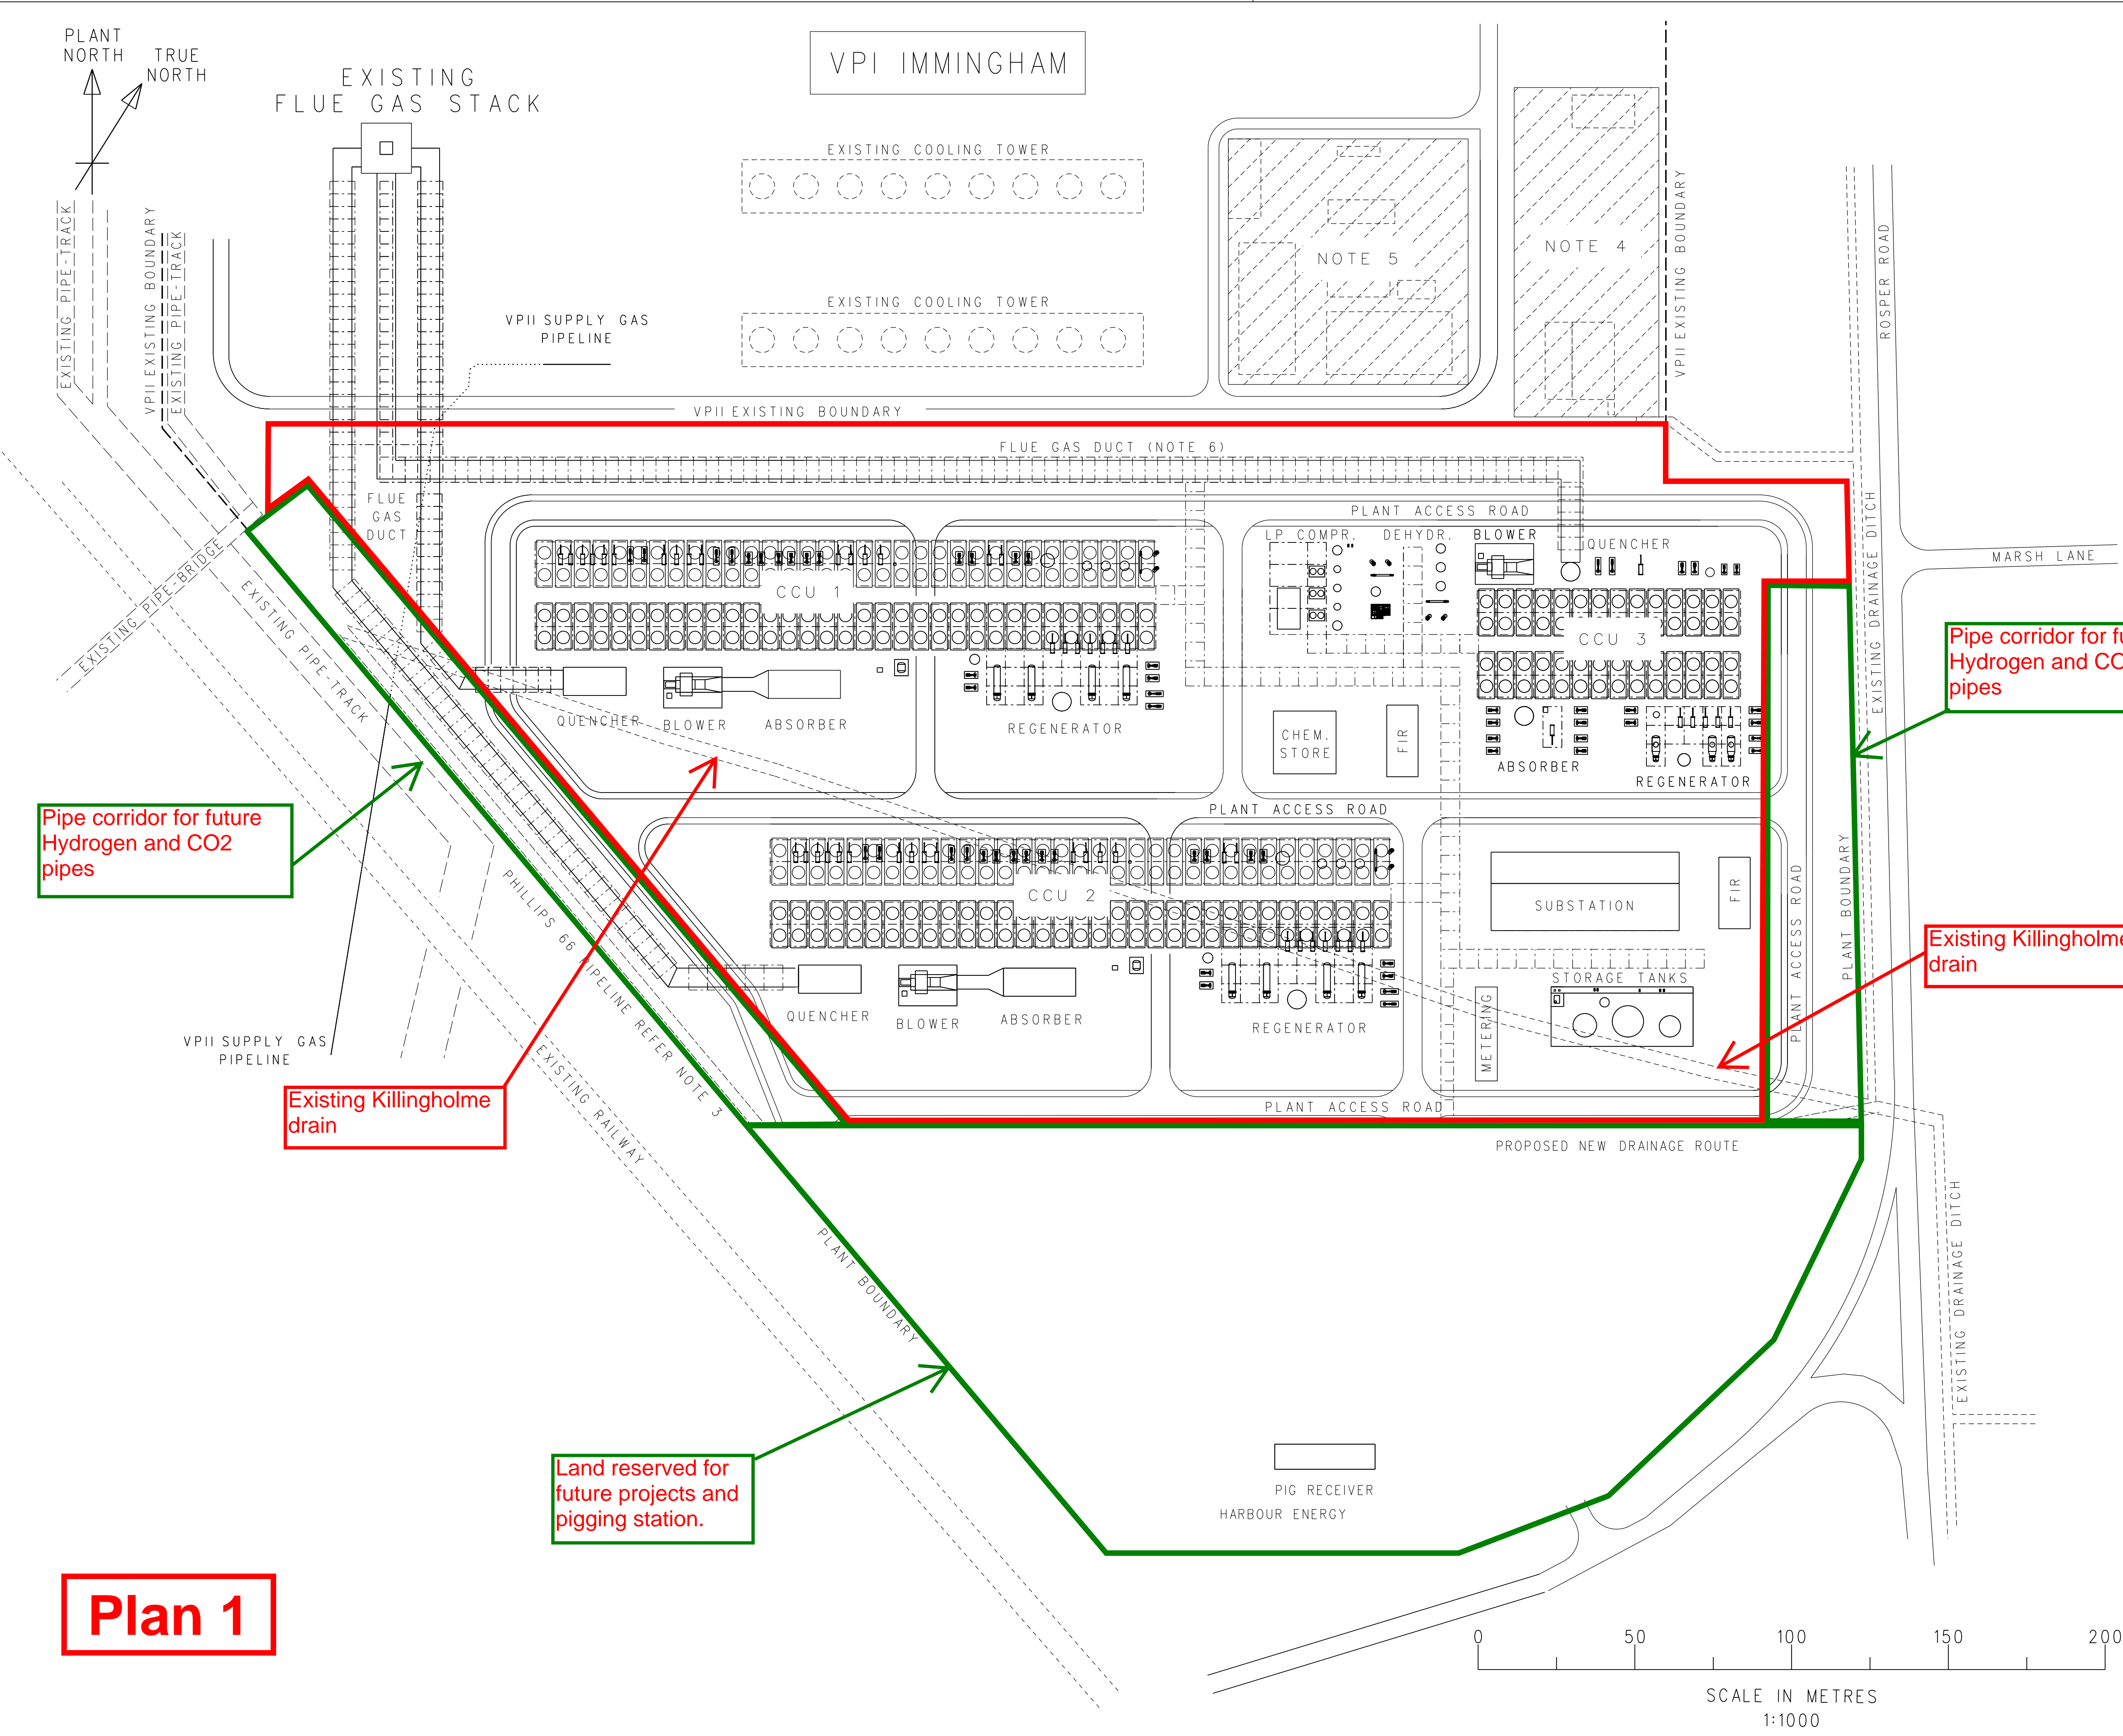 PLANT
NORTH
TRUE
NORTH
EXISTING
FLUE GAS STACK
VPI IMMINGHAM
EXISTING COOLING TOWER
EXISTING COOLING TOWER
NOTE 5
NOTE 4
VPII EXISTING BOUNDARY
ROSPER ROAD
EXISTING PIPE-TRACK
VPII EXISTING BOUNDARY
EXISTING PIPE-TRACK
VPII SUPPLY GAS
PIPELINE
VPII EXISTING BOUNDARY
FLUE GAS DUCT (NOTE 6)
FLUE
GAS
DUCT
PLANT ACCESS ROAD
LP COMPR.
DEHYDR.
BLOWER
QUENCHER
EXISTING DRAINAGE DITCH
MARSH LANE
EXISTING PIPE-BRIDGE
EXISTING PIPE-TRACK
CCU 1
CCU 3
Pipe corridor for fu
Hydrogen and CO
pipes
QUENCHER
BLOWER
ABSORBER
REGENERATOR
CHEM.
STORE
FIR
ABSORBER
REGENERATOR
Pipe corridor for future
Hydrogen and CO2
pipes
PLANT ACCESS ROAD
PHILLIPS 66 PIPELINE REFER NOTE 3
CCU 2
SUBSTATION
FIR
PLANT ACCESS ROAD
PLANT BOUNDARY
Existing Killingholme
drain
STORAGE TANKS
METERING
QUENCHER
BLOWER
ABSORBER
REGENERATOR
VPII SUPPLY GAS
PIPELINE
EXISTING RAILWAY
Existing Killingholme
drain
PLANT ACCESS ROAD
PROPOSED NEW DRAINAGE ROUTE
EXISTING DRAINAGE DITCH
PLANT BOUNDARY
Land reserved for
future projects and
pigging station.
PIG RECEIVER
HARBOUR ENERGY
Plan 1
0 50 100 150 200
SCALE IN METRES
1:1000